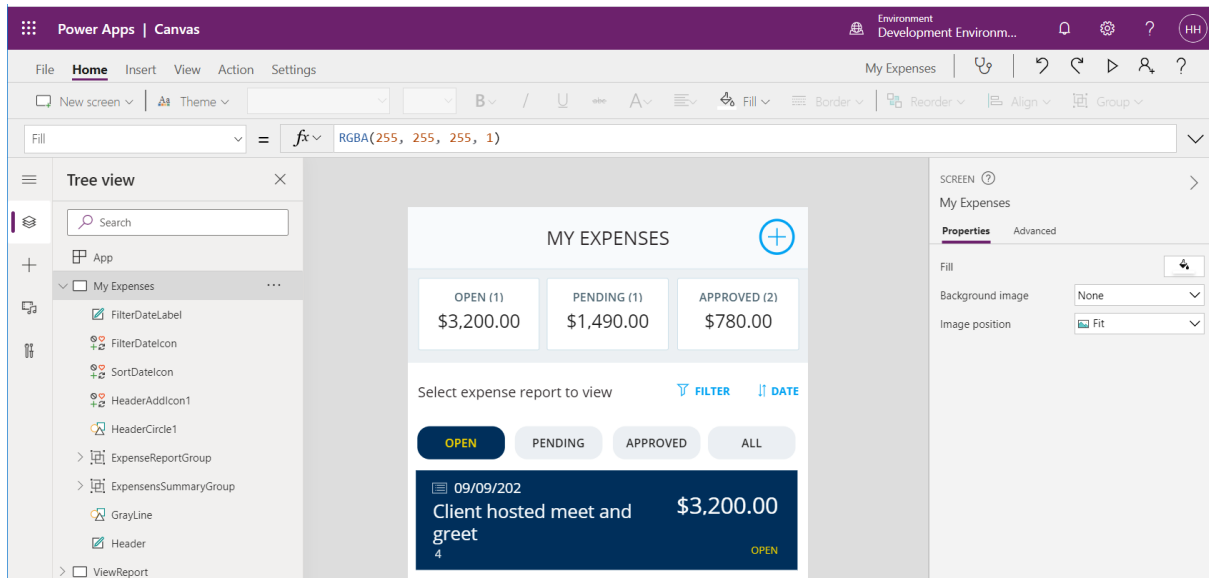 Power Apps | Canvas
Environment
Development Environm...
?
HH
File Home Insert View Action Settings
My Expenses
?
New screen Theme B / U abc A Fill Border Reorder Align Group
Fill = fx RGBA(255, 255, 255, 1)
Tree view
Search
App
My Expenses ...
FilterDateLabel
FilterDateIcon
SortDateIcon
HeaderAddIcon1
HeaderCircle1
ExpenseReportGroup
ExpensensSummaryGroup
GrayLine
Header
ViewReport
MY EXPENSES
OPEN (1) PENDING (1) APPROVED (2)
$3,200.00 $1,490.00 $780.00
Select expense report to view FILTER DATE
OPEN PENDING APPROVED ALL
09/09/202
Client hosted meet and
greet
$3,200.00
4
OPEN
SCREEN ?
My Expenses
Properties Advanced
Fill
Background image None
Image position Fit